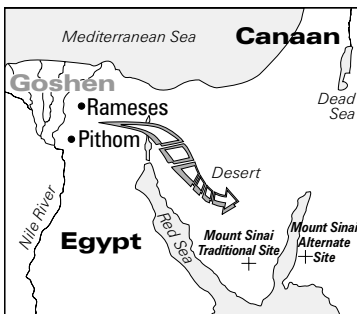 Mediterranean Sea
Canaan
Goshen
Rameses
Dead
Sea
Pithom
Desert
Nile River
Red Sea
Egypt
Mount Sinai
Traditional Site
Mount Sinai
Alternate
Site